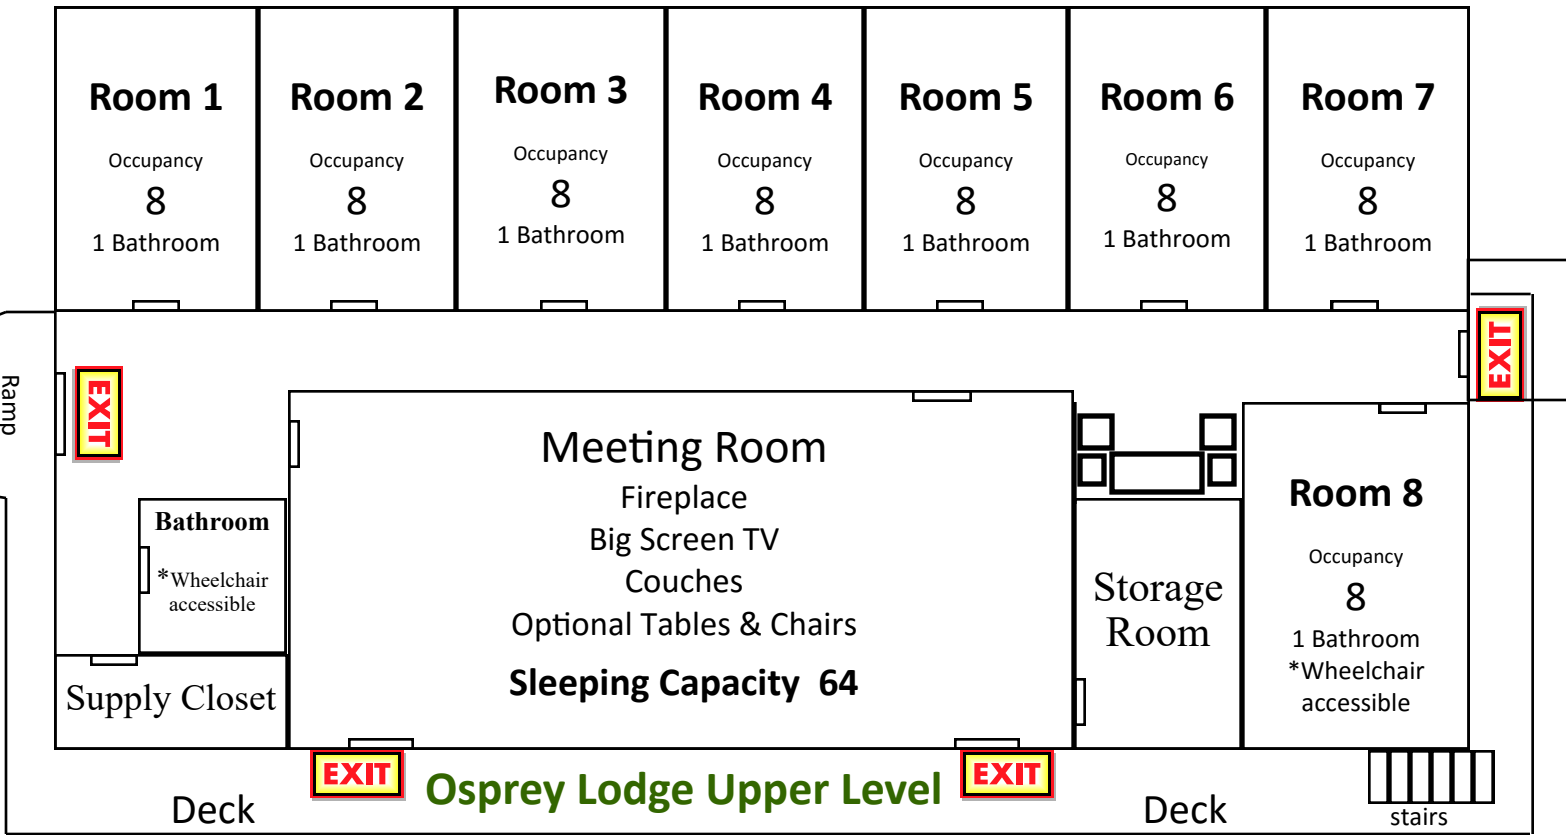 Room 1
Occupancy
8
1 Bathroom
Room 2
Occupancy
8
1 Bathroom
Room 3
Occupancy
8
1 Bathroom
Room 4
Occupancy
8
1 Bathroom
Room 5
Occupancy
8
1 Bathroom
Room 6
Occupancy
8
1 Bathroom
Room 7
Occupancy
8
1 Bathroom
Ramp
EXIT
EXIT
Bathroom
*Wheelchair
accessible
Supply Closet
Meeting Room
Fireplace
Big Screen TV
Couches
Optional Tables & Chairs
Sleeping Capacity 64
Storage
Room
Room 8
Occupancy
8
1 Bathroom
*Wheelchair
accessible
Deck
EXIT
Osprey Lodge Upper Level
EXIT
Deck
stairs